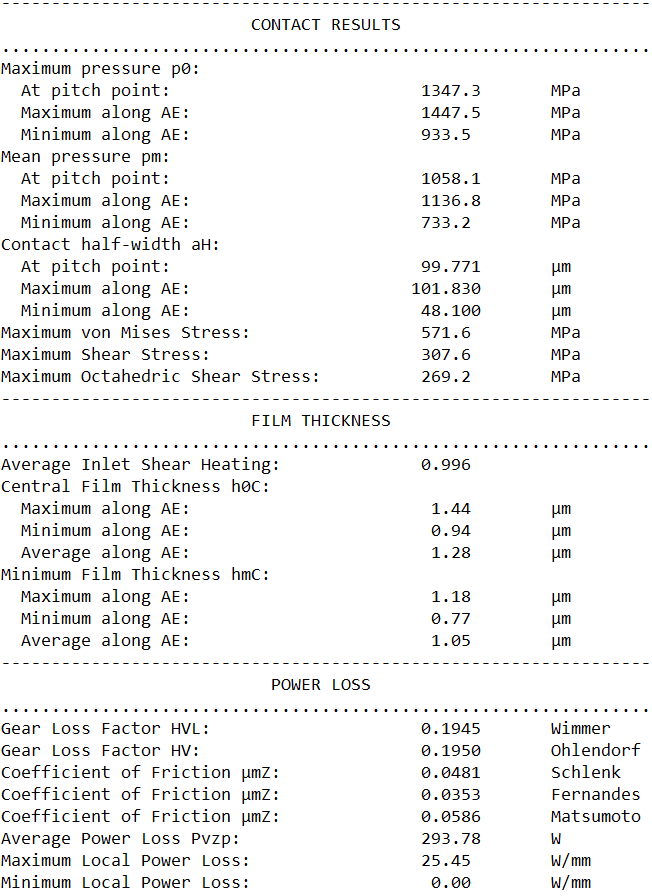 CONTACT RESULTS
Maximum pressure p0:
At pitch point: 1347.3 MPa
Maximum along AE: 1447.5 MPa
Minimum along AE: 933.5 MPa
Mean pressure pm:
At pitch point: 1058.1 MPa
Maximum along AE: 1136.8 MPa
Minimum along AE: 733.2 MPa
Contact half-width aH:
At pitch point: 99.771 µm
Maximum along AE: 101.830 µm
Minimum along AE: 48.100 µm
Maximum von Mises Stress: 571.6 MPa
Maximum Shear Stress: 307.6 MPa
Maximum Octahedric Shear Stress: 269.2 MPa
FILM THICKNESS
Average Inlet Shear Heating: 0.996
Central Film Thickness h0C:
Maximum along AE: 1.44 µm
Minimum along AE: 0.94 µm
Average along AE: 1.28 µm
Minimum Film Thickness hmC:
Maximum along AE: 1.18 µm
Minimum along AE: 0.77 µm
Average along AE: 1.05 µm
POWER LOSS
Gear Loss Factor HVL: 0.1945 Wimmer
Gear Loss Factor HV: 0.1950 Ohlendorf
Coefficient of Friction µmZ: 0.0481 Schlenk
Coefficient of Friction µmZ: 0.0353 Fernandes
Coefficient of Friction µmZ: 0.0586 Matsumoto
Average Power Loss Pvzp: 293.78 W
Maximum Local Power Loss: 25.45 W/mm
Minimum Local Power Loss: 0.00 W/mm